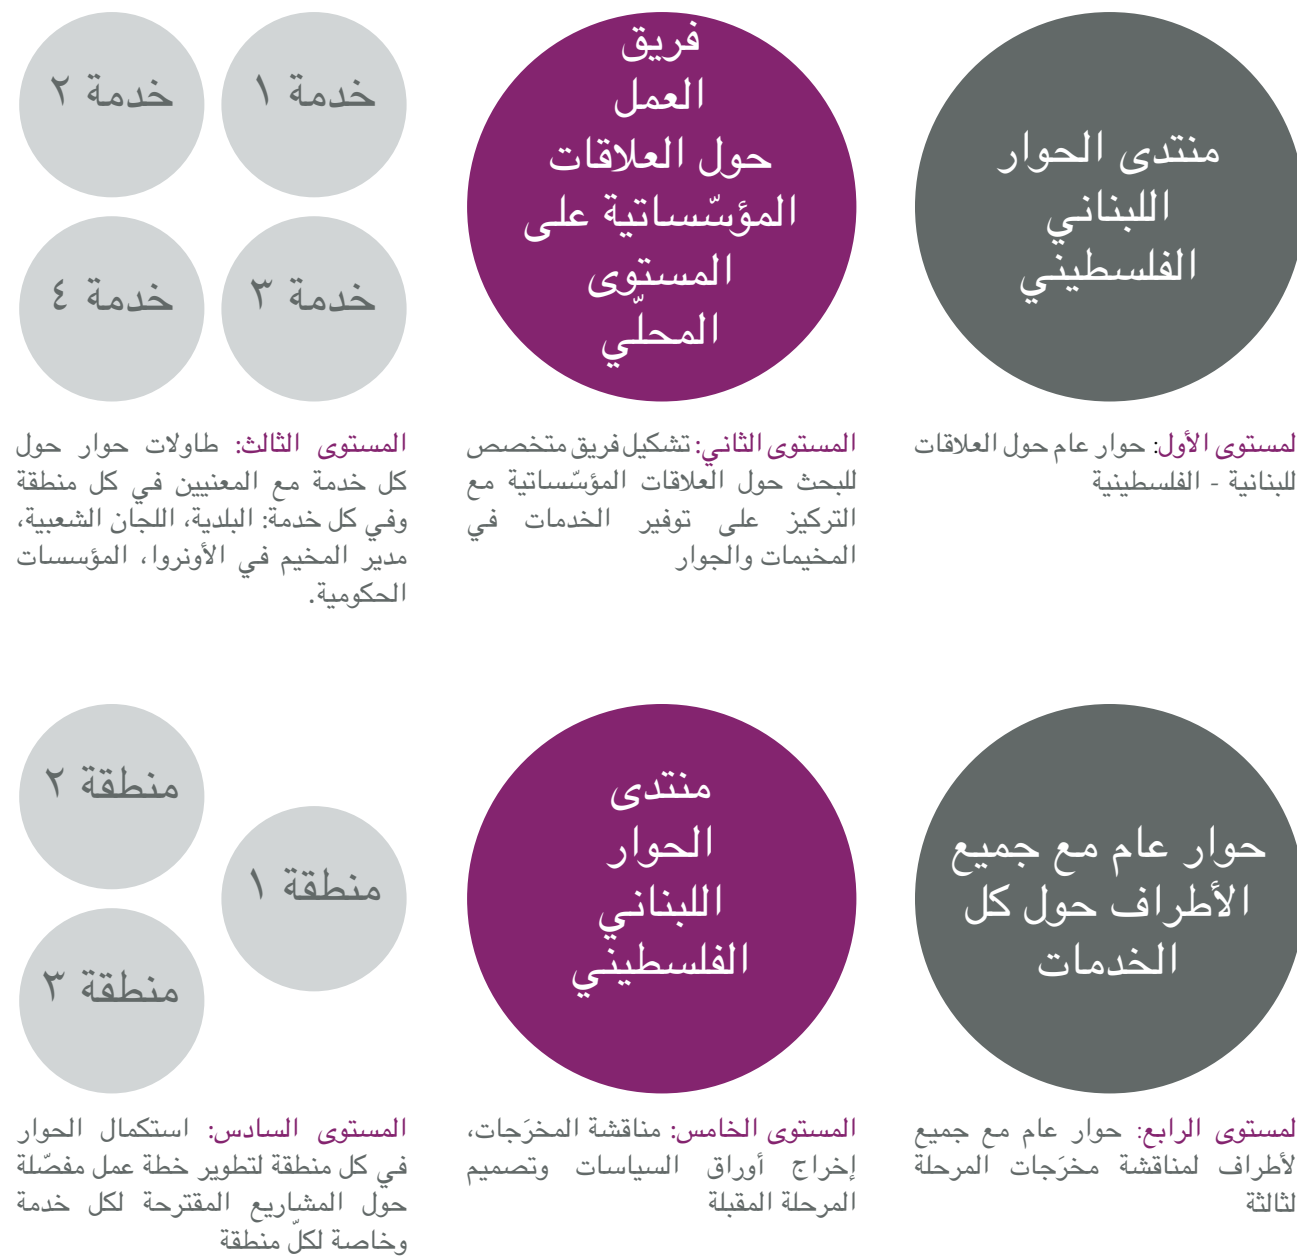 منتدى الحوار
اللبناني
الفلسطيني
لمستوى الأول: حوار عام حول العلاقات
للبنانية - الفلسطينية
فريق
العمل
حول العلاقات
المؤسّساتية على
المستوى
المحلّي
المستوى الثاني: تشكيل فريق متخصص
للبحث حول العلاقات المؤسّساتية مع
التركيز على توفير الخدمات في
المخيمات والجوار
خدمة ١
خدمة ٢
خدمة ٣
خدمة ٤
المستوى الثالث: طاولات حوار حول
كل خدمة مع المعنيين في كل منطقة
وفي كل خدمة: البلدية، اللجان الشعبية،
مدير المخيم في الأونروا، المؤسسات
الحكومية.
حوار عام مع جميع
الأطراف حول كل
الخدمات
لمستوى الرابع: حوار عام مع جميع
لأطراف لمناقشة مخرَجات المرحلة
لثالثة
منتدى
الحوار
اللبناني
الفلسطيني
المستوى الخامس: مناقشة المخرَجات،
إخراج أوراق السياسات وتصميم
المرحلة المقبلة
منطقة ١
منطقة ٢
منطقة ٣
المستوى السادس: استكمال الحوار
في كل منطقة لتطوير خطة عمل مفصّلة
حول المشاريع المقترحة لكل خدمة
وخاصة لكلّ منطقة